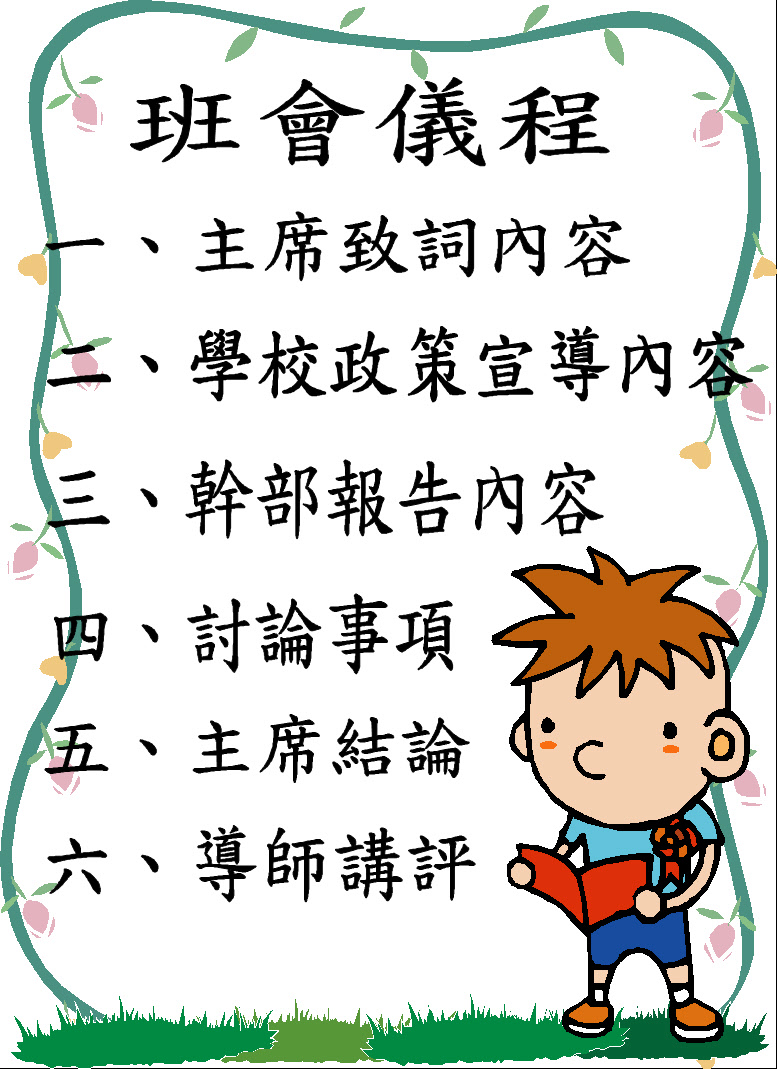 班會儀程
一、主席致詞內容
二、學校政策宣導內容
三、幹部報告內容
四、討論事項
五、主席結論
六、導師講評